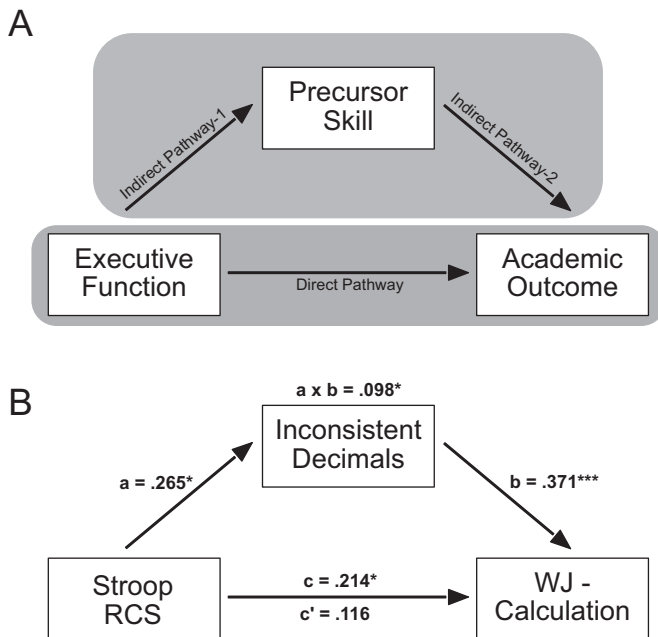 A
Precursor
Skill
Indirect Pathway-1
Indirect Pathway-2
Executive
Function
Direct Pathway
Academic
Outcome
B
a x b = .098*
Inconsistent
Decimals
a = .265*
b = .371***
Stroop
RCS
c = .214*
c' = .116
WJ -
Calculation